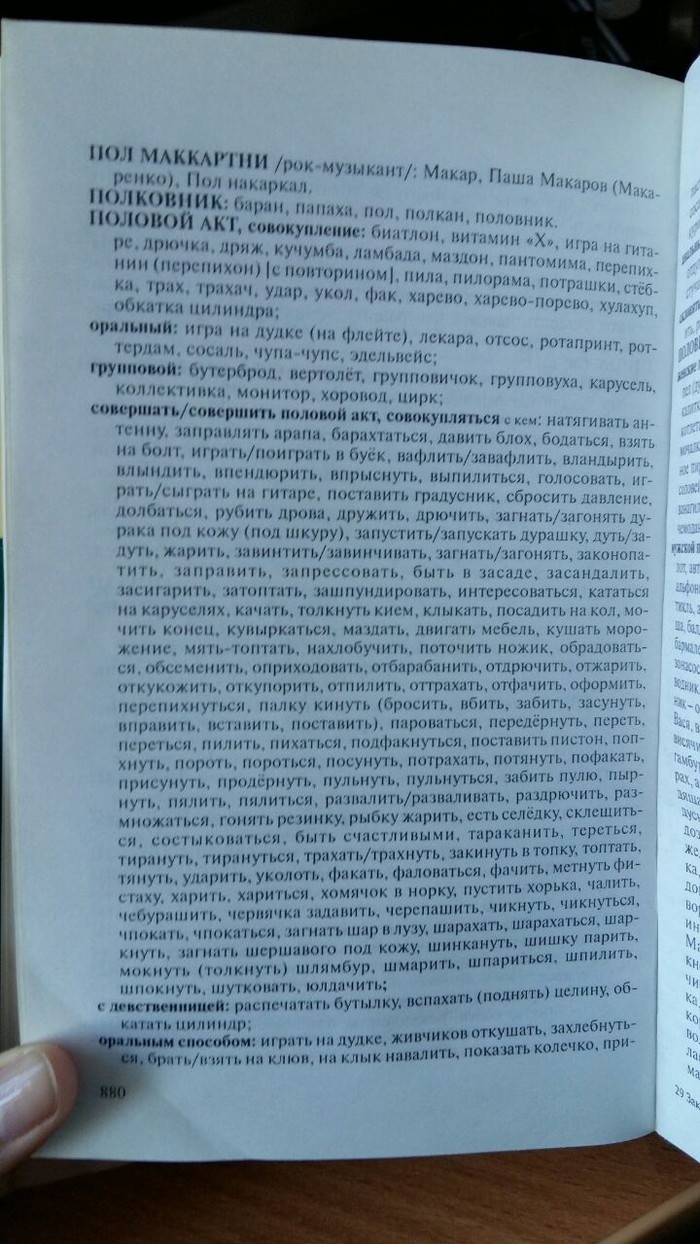 ПОЛ МАККАРТНИ /рок-музыкант/: Макар, Паша Макаров (Мака-
ренко), Пол накаркал.
ПОЛКОВНИК: баран, папаха, пол, полкан, половник.
ПОЛОВОЙ АКТ, совокупление: биатлон, витамин «Х», игра на гита-
ре, дрючка, дряж, кучумба, ламбада, маздон, пантомима, перепих-
нин (перепихон) [с повторином], пила, пилорама, потрашки, стёб-
ка, трах, трахач, удар, укол, фак, харево, харево-порево, хулахуп,
обкатка цилиндра;
оральный: игра на дудке (на флейте), лекара, отсос, ротапринт, рот-
тердам, сосаль, чупа-чупс, эдельвейс;
групповой: бутерброд, вертолёт, групповичок, групповуха, карусель,
коллективка, монитор, хоровод, цирк;
совершать/совершить половой акт, совокупляться с кем: натягивать ан-
тенну, заправлять арапа, барахтаться, давить блох, бодаться, взять
на болт, играть/поиграть в буёк, вафлить/завафлить, вландырить,
влындить, впендюрить, впрыснуть, выпилиться, голосовать, иг-
рать/сыграть на гитаре, поставить градусник, сбросить давление,
долбаться, рубить дрова, дружить, дрючить, загнать/загонять ду-
рака под кожу (под шкуру), запустить/запускать дурашку, дуть/за-
дуть, жарить, завинтить/завинчивать, загнать/загонять, законопа-
тить, заправить, запрессовать, быть в засаде, засандалить,
засигарить, затоптать, зашпундировать, интересоваться, кататься
на каруселях, качать, толкнуть кием, клыкать, посадить на кол, мо-
чить конец, кувыркаться, маздать, двигать мебель, кушать моро-
жение, мять-топтать, нахлобучить, поточить ножик, обрадовать-
ся, обсеменить, оприходовать, отбарабанить, отдрючить, отжарить,
откукожить, откупорить, отпилить, оттрахать, отфачить, оформить,
перепихнуться, палку кинуть (бросить, вбить, забить, засунуть,
вправить, вставить, поставить), пароваться, передёрнуть, переть,
переться, пилить, пихаться, подфакнуться, поставить пистон, поп-
хнуть, пороть, пороться, посунуть, потрахать, потянуть, пофакать,
присунуть, продёрнуть, пульнуть, пульнуться, забить пулю, пыр-
нуть, пялить, пялиться, развалить/разваливать, раздрючить, раз-
множаться, гонять резинку, рыбку жарить, есть селёдку, склещить-
ся, состыковаться, быть счастливыми, тараканить, тереться,
тирануть, тирануться, трахать/трахнуть, закинуть в топку, топтать,
тянуть, ударить, уколоть, факать, фаловаться, фачить, метнуть фи-
стаху, харить, хариться, хомячок в норку, пустить хорька, чалить,
чебурашить, червячка задавить, черепашить, чикнуть, чикнуться,
чпокать, чпокаться, загнать шар в лузу, шарахать, шарахаться, шар-
кнуть, загнать шершавого под кожу, шинкануть, шишку парить,
мокнуть (толкнуть) шлямбур, шмарить, шпариться, шпилить,
шпокнуть, шутковать, юлдачить;
с девственницей: распечатать бутылку, вспахать (поднять) целину, об-
катать цилиндр;
оральным способом: играть на дудке, живчиков откушать, захлебнуть-
ся, брать/взять на клюв, на клык навалить, показать колечко, при-
880
29 Зак